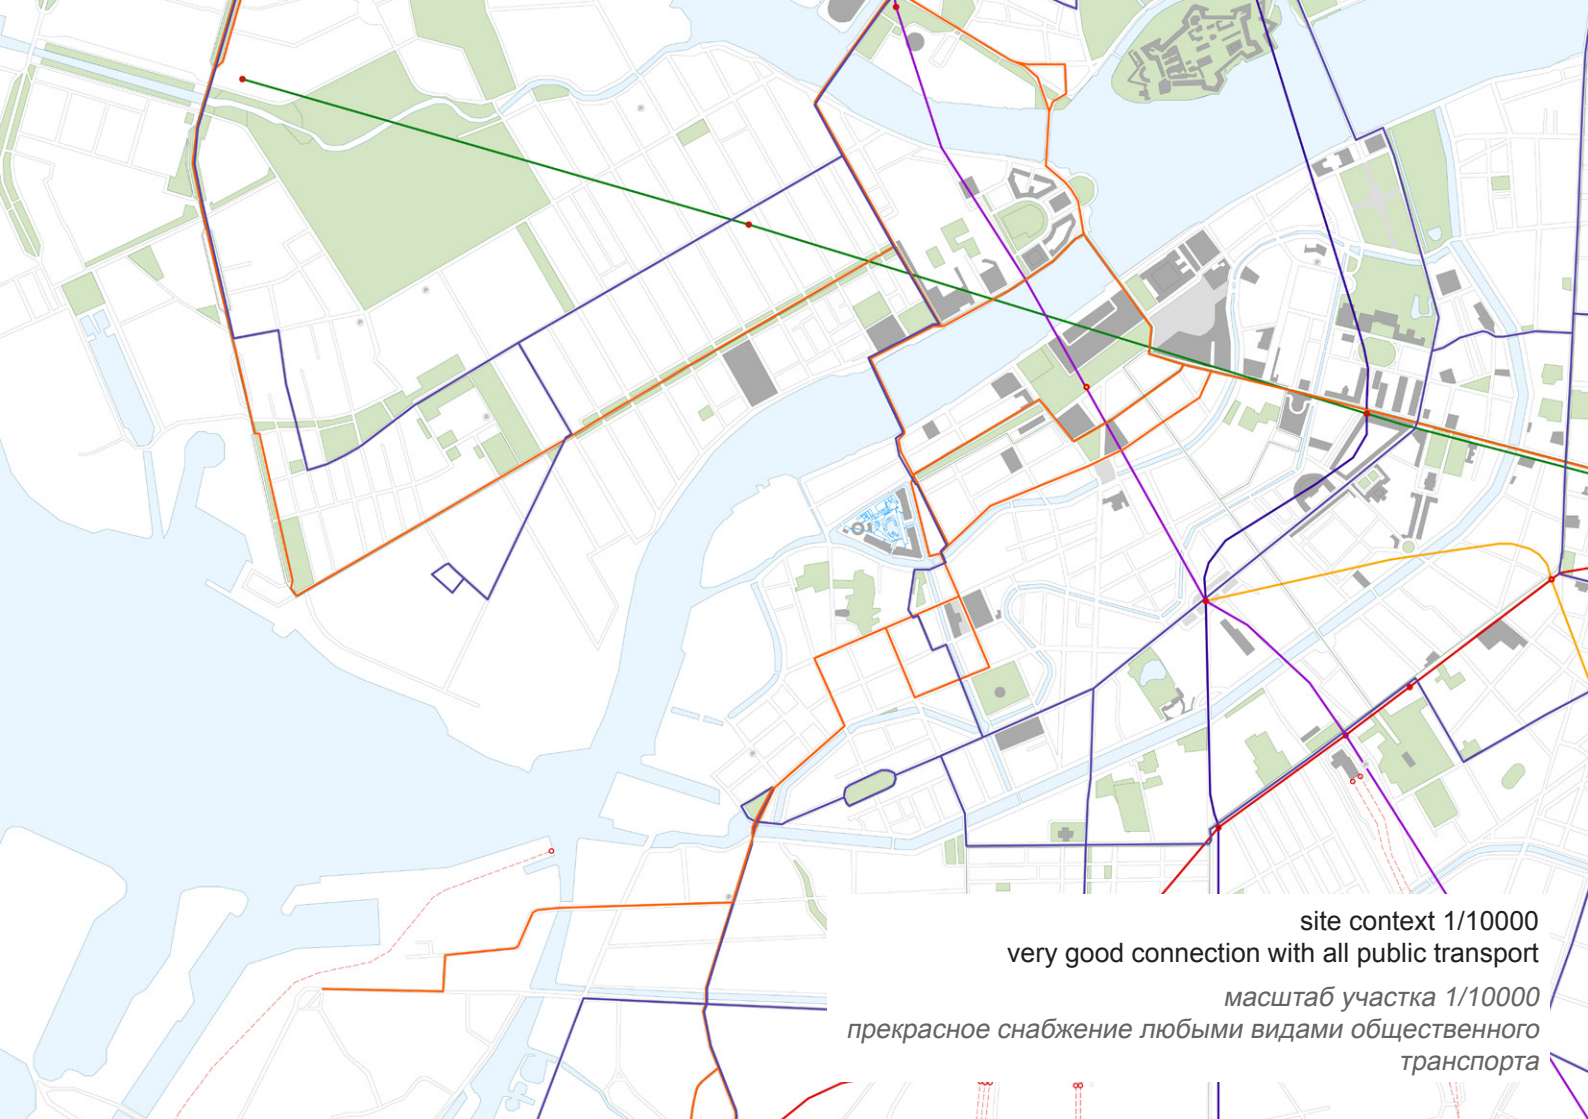 site context 1/10000
very good connection with all public transport
масштаб участка 1/10000
прекрасное снабжение любыми видами общественного
транспорта